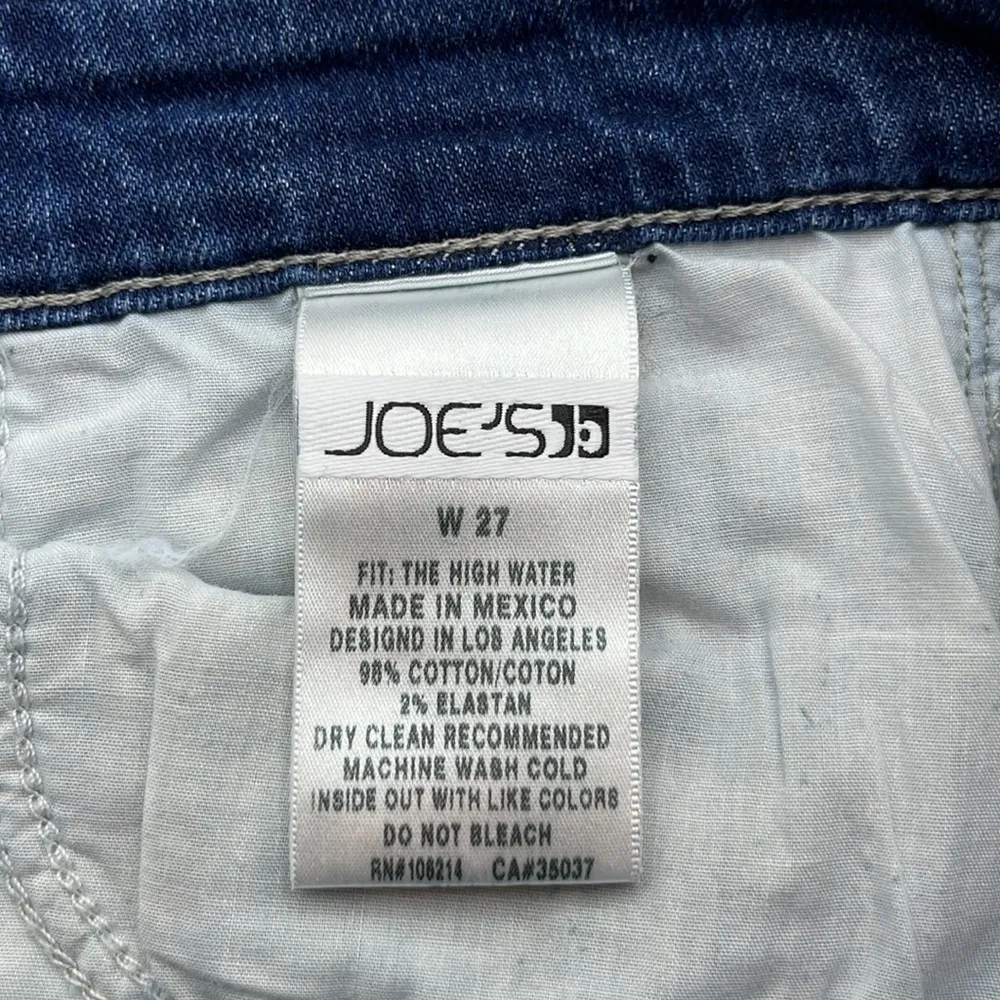 JOE'S
W 27
FIT: THE HIGH WATER
MADE IN MEXICO
DESIGND IN LOS ANGELES
98% COTTON/COTON
2% ELASTAN
DRY CLEAN RECOMMENDED
MACHINE WASH COLD
INSIDE OUT WITH LIKE COLORS
DO NOT BLEACH
RN#106214 CA#35037